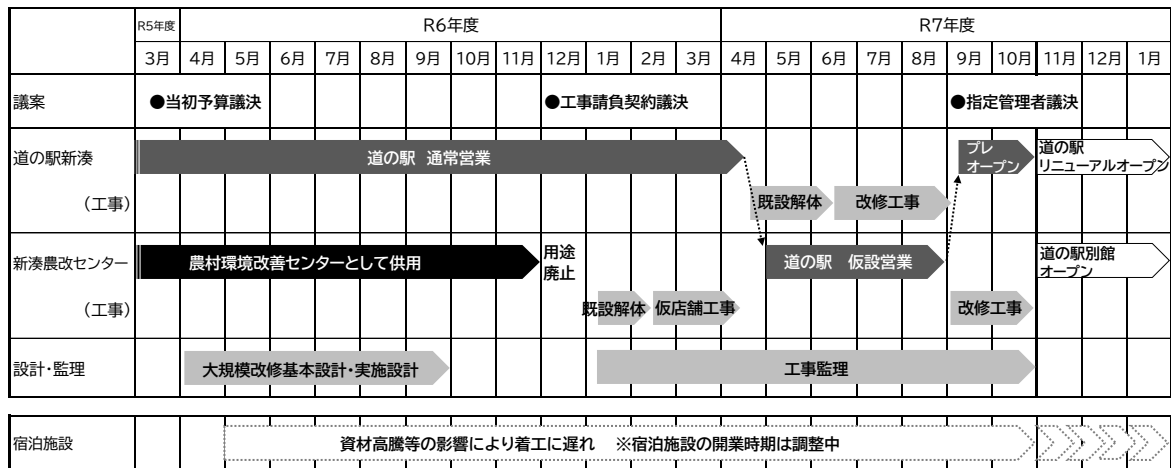 R5年度 R6年度 R7年度
3月 4月 5月 6月 7月 8月 9月 10月 11月 12月 1月 2月 3月 4月 5月 6月 7月 8月 9月 10月 11月 12月 1月
議案 ●当初予算議決 ●工事請負契約議決 ●指定管理者議決
道の駅新湊 道の駅 通常営業
プレ
オープン
道の駅
リニューアルオープン
(工事) 既設解体 改修工事
新湊農改センター 農村環境改善センターとして供用
用途
廃止
道の駅 仮設営業
道の駅別館
オープン
(工事) 既設解体 仮店舗工事 改修工事
設計・監理 大規模改修基本設計・実施設計 工事監理
宿泊施設 資材高騰等の影響により着工に遅れ ※宿泊施設の開業時期は調整中